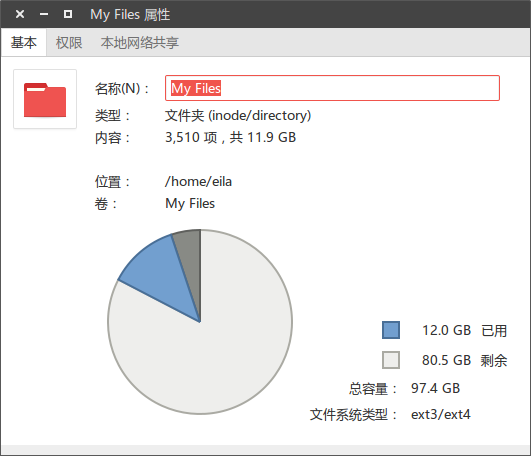 My Files 属性
基本 权限 本地网络共享
名称(N)： My Files
类型： 文件夹 (inode/directory)
内容： 3,510 项，共 11.9 GB
位置： /home/eila
卷： My Files
12.0 GB 已用
80.5 GB 剩余
总容量： 97.4 GB
文件系统类型： ext3/ext4